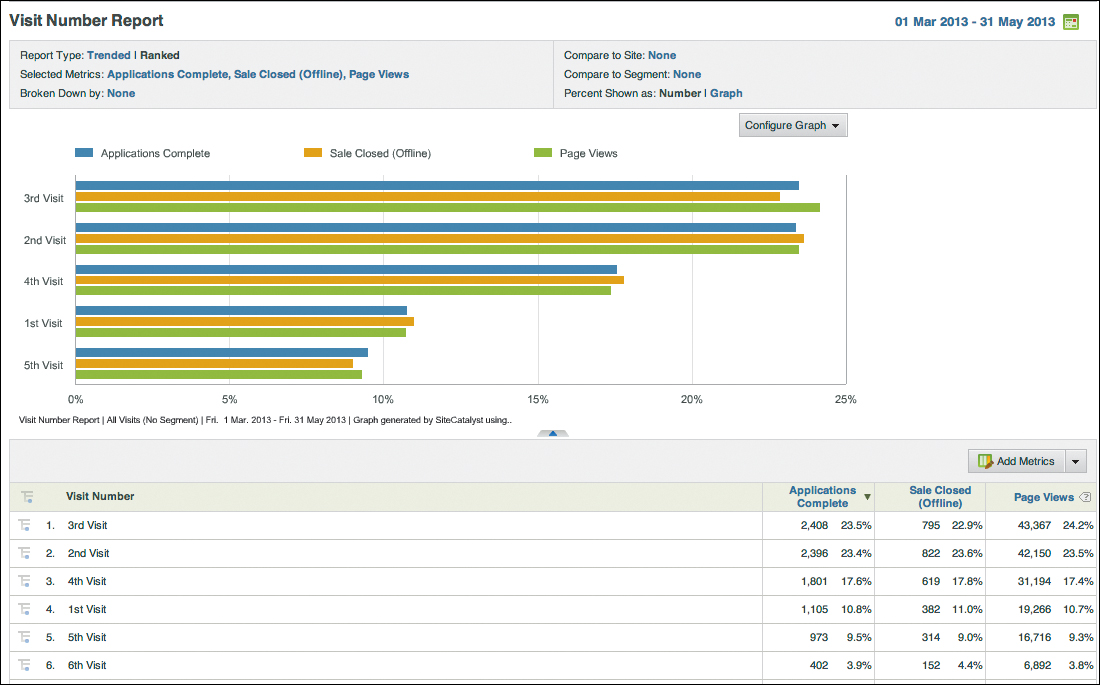 Visit Number Report
01 Mar 2013 - 31 May 2013
Report Type: Trended | Ranked
Selected Metrics: Applications Complete, Sale Closed (Offline), Page Views
Broken Down by: None
Compare to Site: None
Compare to Segment: None
Percent Shown as: Number | Graph
Configure Graph
Applications Complete Sale Closed (Offline) Page Views
3rd Visit
2nd Visit
4th Visit
1st Visit
5th Visit
0% 5% 10% 15% 20% 25%
Visit Number Report | All Visits (No Segment) | Fri. 1 Mar. 2013 - Fri. 31 May 2013 | Graph generated by SiteCatalyst using..
Add Metrics
Visit Number Applications Complete Sale Closed (Offline) Page Views
1. 3rd Visit 2,408 23.5% 795 22.9% 43,367 24.2%
2. 2nd Visit 2,396 23.4% 822 23.6% 42,150 23.5%
3. 4th Visit 1,801 17.6% 619 17.8% 31,194 17.4%
4. 1st Visit 1,105 10.8% 382 11.0% 19,266 10.7%
5. 5th Visit 973 9.5% 314 9.0% 16,716 9.3%
6. 6th Visit 402 3.9% 152 4.4% 6,892 3.8%